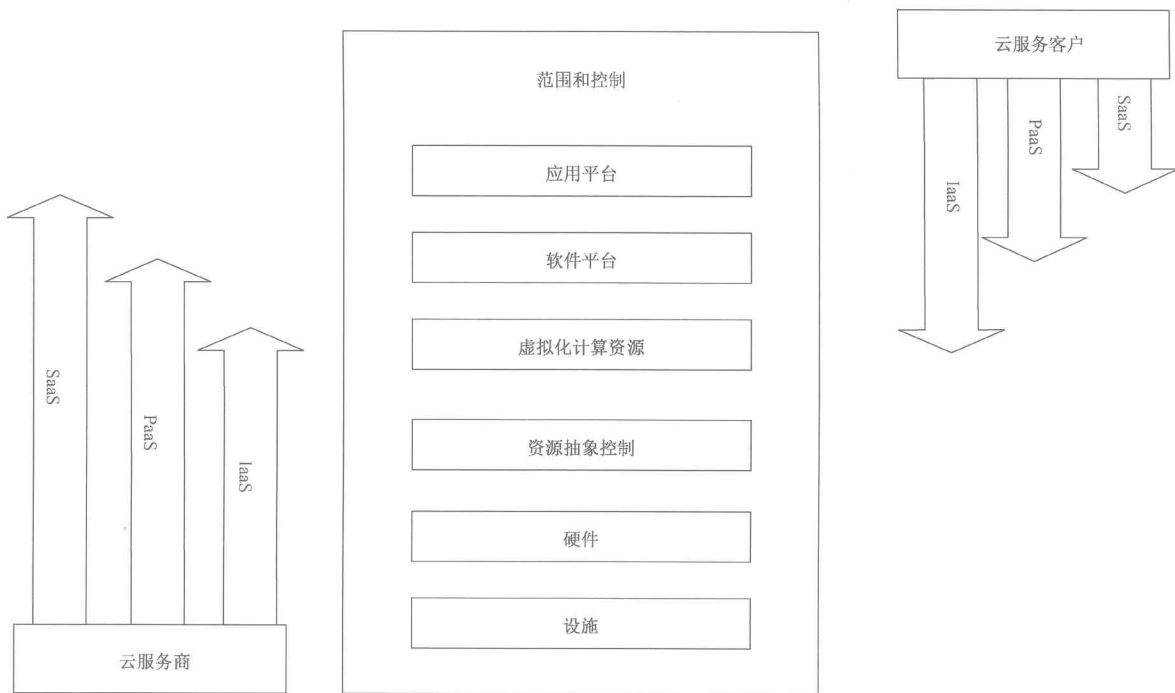 云服务客户
范围和控制
应用平台
软件平台
虚拟化计算资源
资源抽象控制
硬件
设施
SaaS
PaaS
IaaS
云服务商
IaaS
PaaS
SaaS